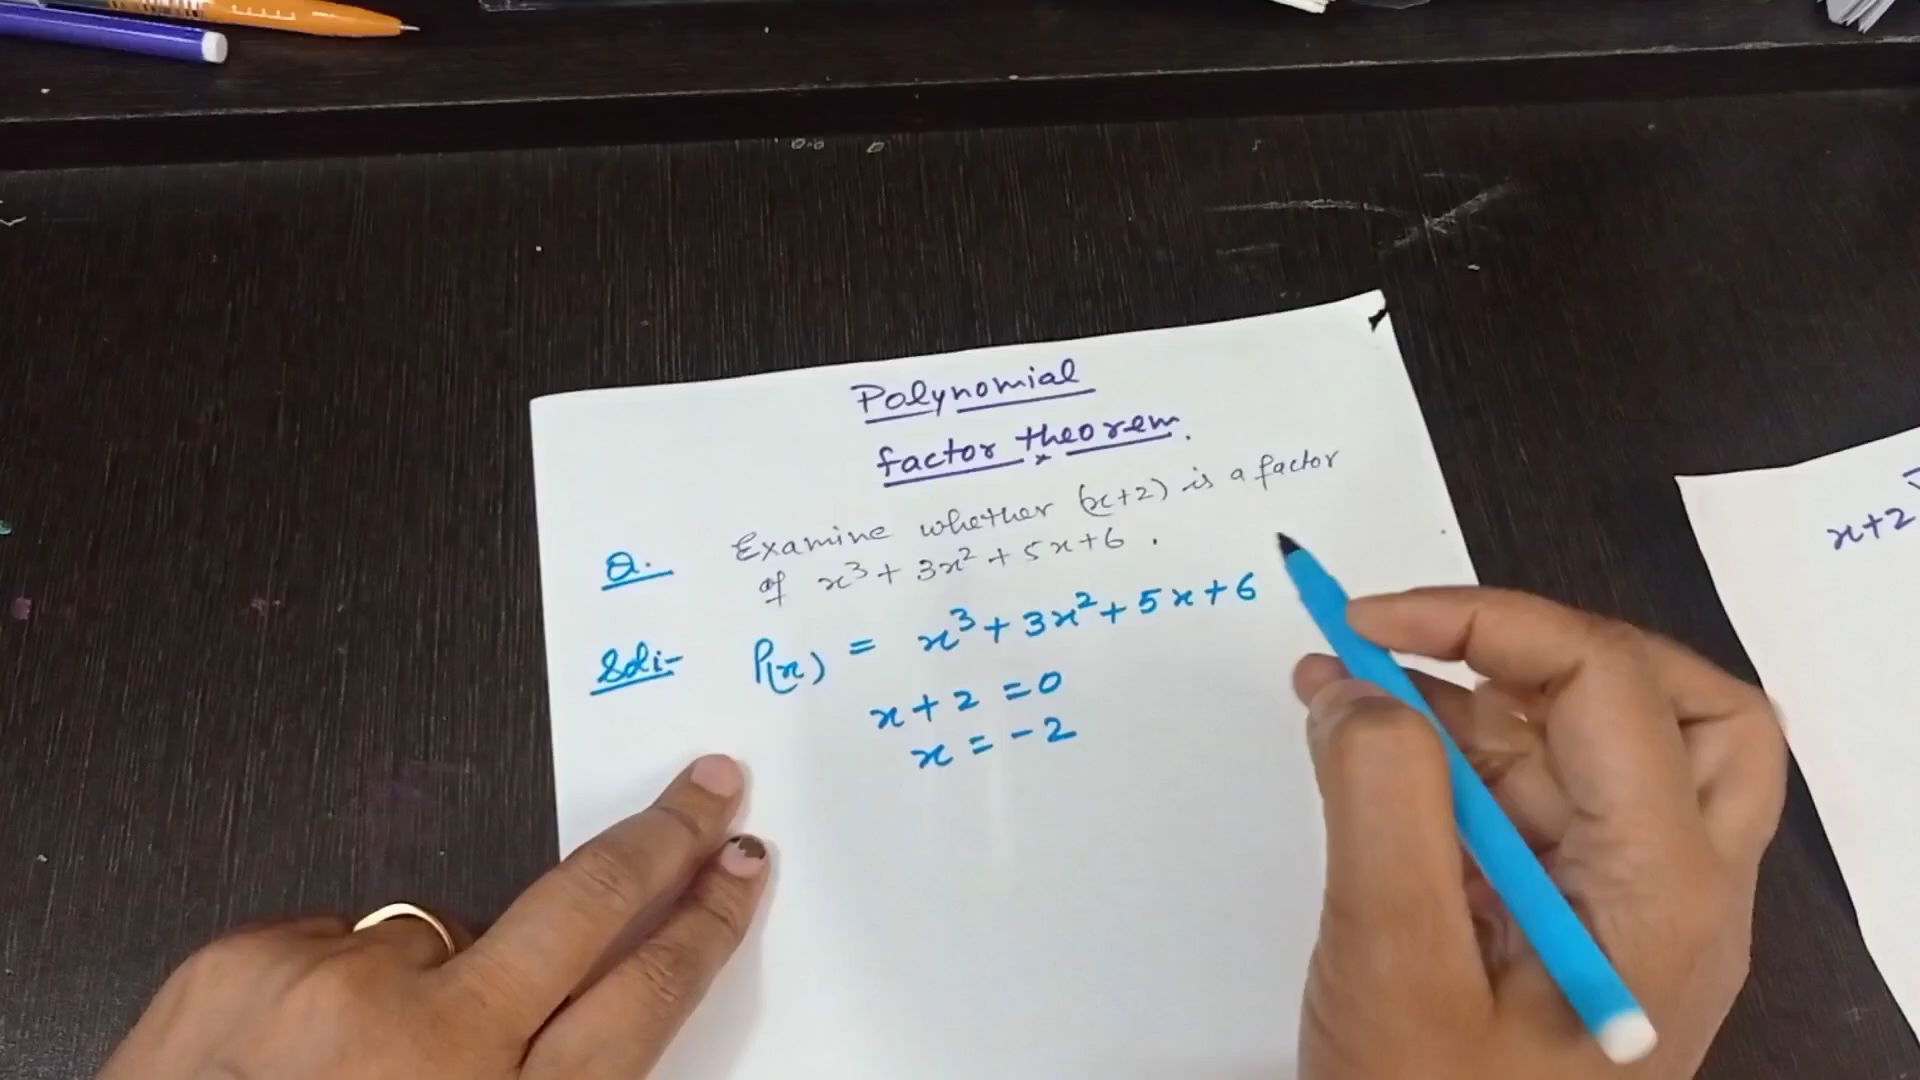 Polynomial
factor theorem.
Q. Examine whether (x+2) is a factor
of x³ + 3x² + 5x+6 .
Sol:- P(x) = x³ + 3x² + 5x + 6
x + 2 = 0
x = -2
x+2